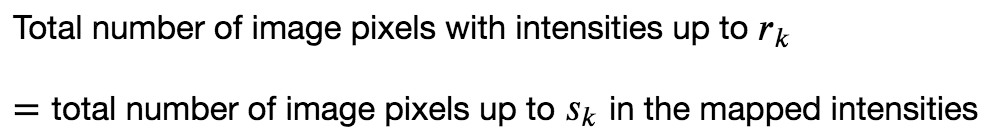 Total number of image pixels with intensities up to r_k
= total number of image pixels up to s_k in the mapped intensities